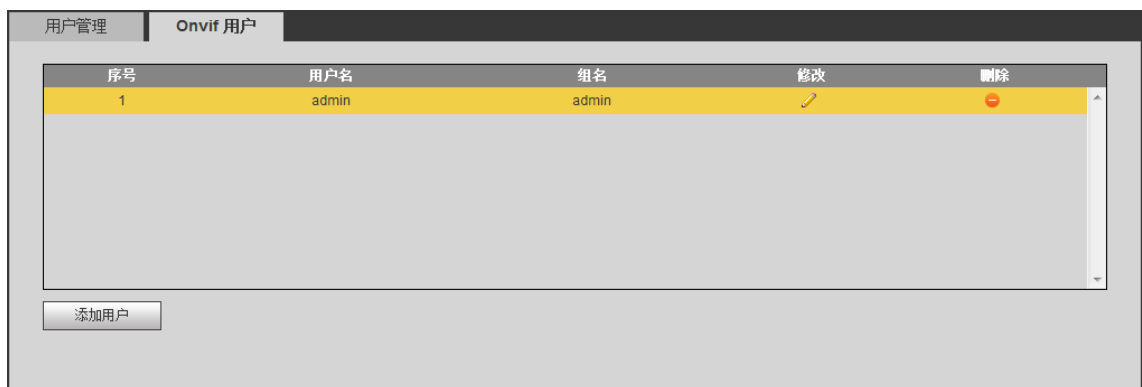 用户管理 Onvif 用户
序号 用户名 组名 修改 删除
1 admin admin
添加用户